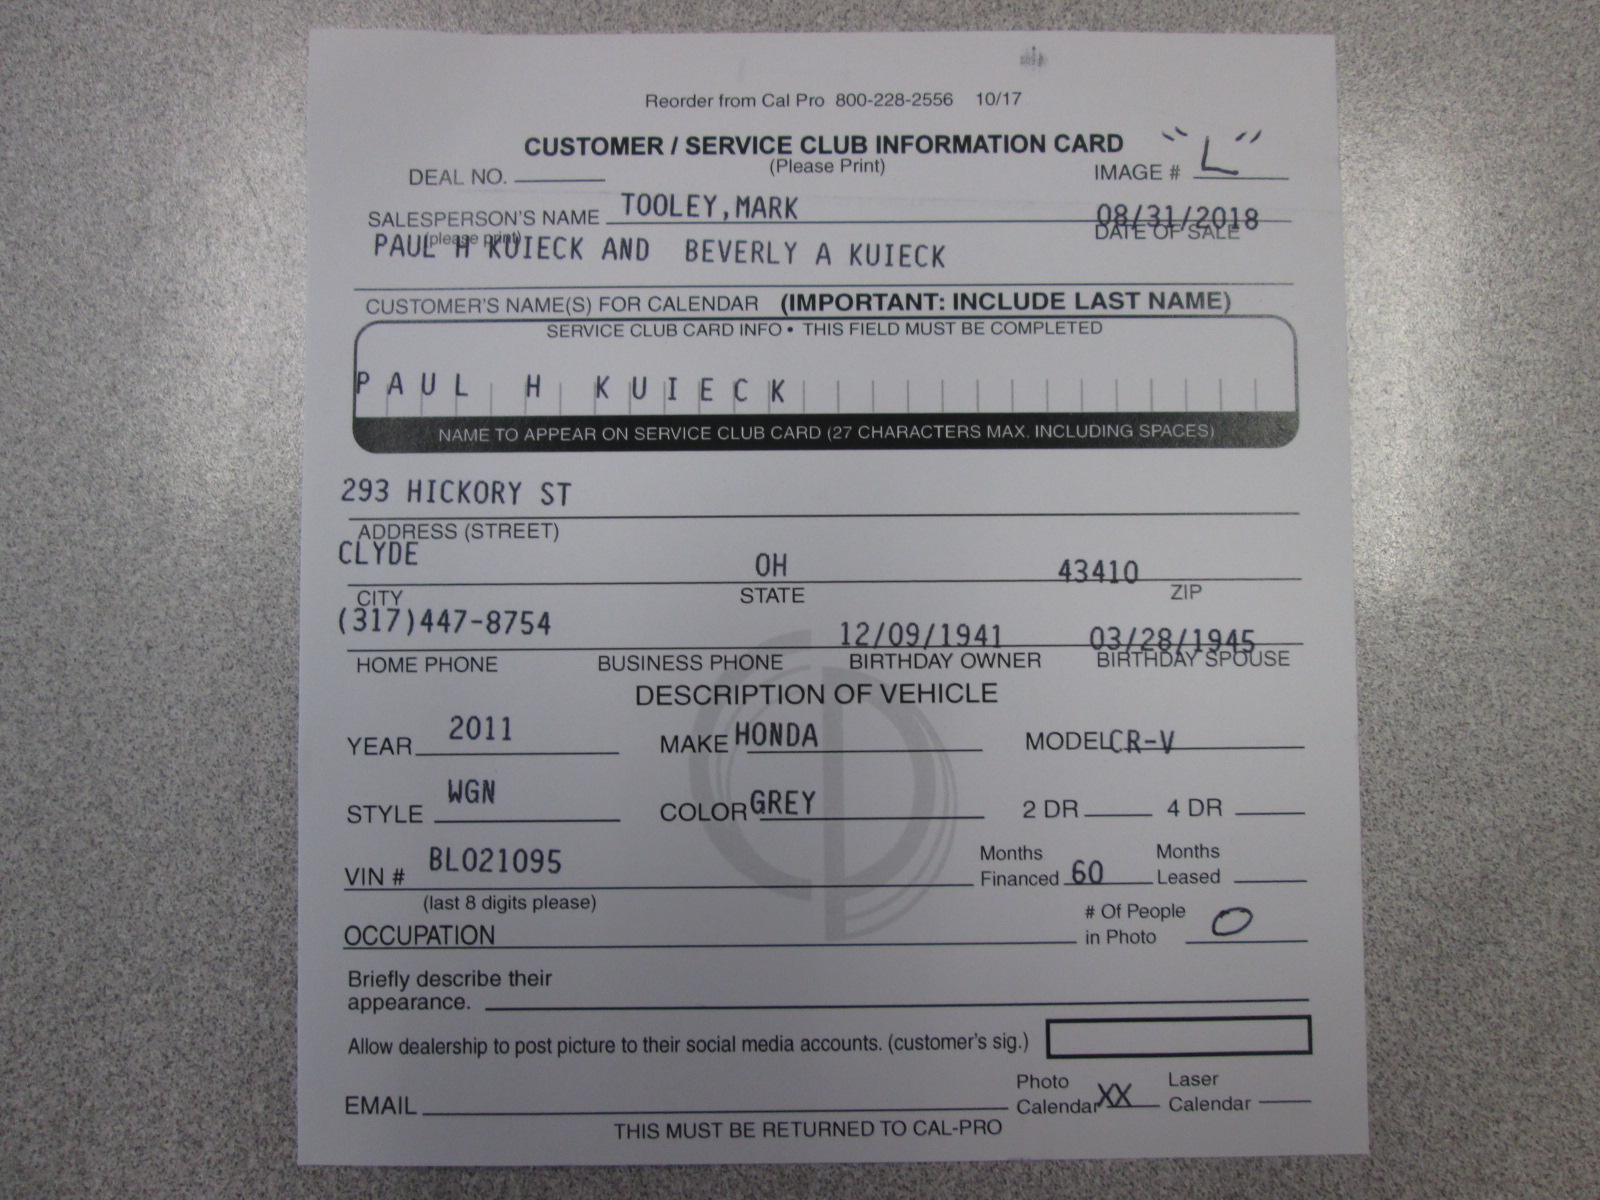 Reorder from Cal Pro 800-228-2556 10/17
CUSTOMER / SERVICE CLUB INFORMATION CARD
(Please Print)
DEAL NO.
IMAGE # "L"
SALESPERSON'S NAME TOOLEY,MARK 08/31/2018
(please print) DATE OF SALE
PAUL H KUIECK AND BEVERLY A KUIECK
CUSTOMER'S NAME(S) FOR CALENDAR (IMPORTANT: INCLUDE LAST NAME)
SERVICE CLUB CARD INFO • THIS FIELD MUST BE COMPLETED
PAUL H KUIECK
NAME TO APPEAR ON SERVICE CLUB CARD (27 CHARACTERS MAX. INCLUDING SPACES)
293 HICKORY ST
ADDRESS (STREET)
CLYDE OH 43410
CITY STATE ZIP
(317)447-8754 12/09/1941 03/28/1945
HOME PHONE BUSINESS PHONE BIRTHDAY OWNER BIRTHDAY SPOUSE
DESCRIPTION OF VEHICLE
YEAR 2011 MAKE HONDA MODEL CR-V
STYLE WGN COLOR GREY 2 DR 4 DR
VIN # BL021095 Months Financed 60 Months Leased
(last 8 digits please)
OCCUPATION # Of People in Photo 0
Briefly describe their
appearance.
Allow dealership to post picture to their social media accounts. (customer's sig.)
EMAIL Photo Calendar XX Laser Calendar
THIS MUST BE RETURNED TO CAL-PRO